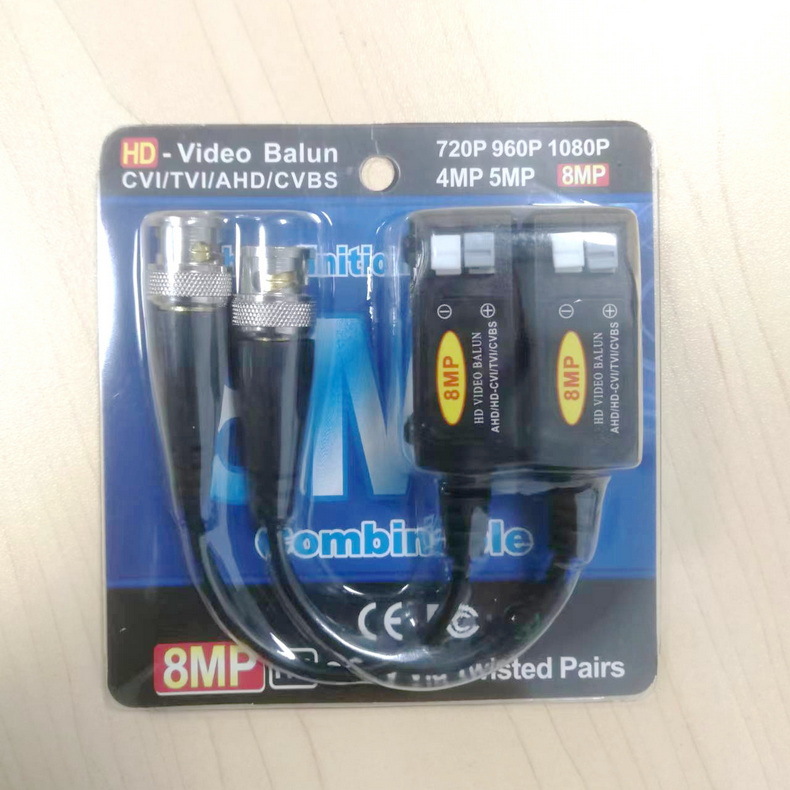 HD - Video Balun
CVI/TVI/AHD/CVBS
720P 960P 1080P
4MP 5MP 8MP
8MP
HD VIDEO BALUN
AHD/HD-CVI/TVI/CVBS
8MP
HD VIDEO BALUN
AHD/HD-CVI/TVI/CVBS
Combinable
CE FC
8MP Twisted Pairs